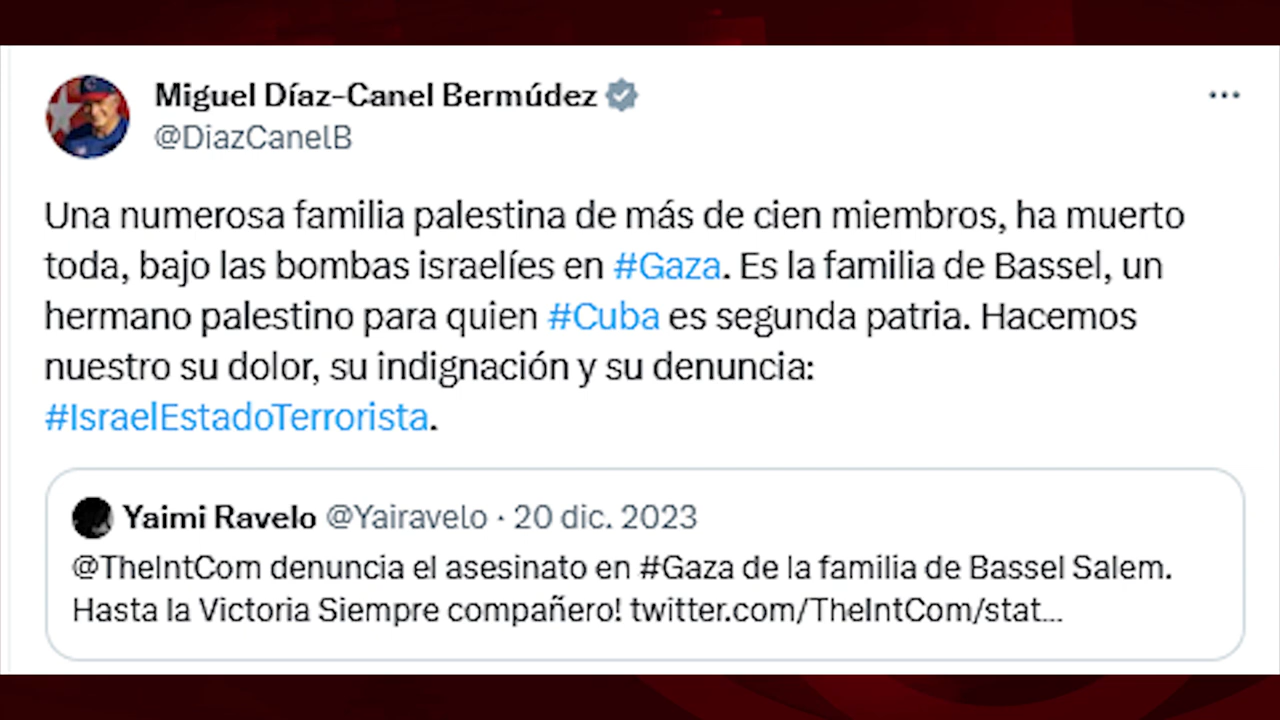 Miguel Díaz-Canel Bermúdez
@DiazCanelB
Una numerosa familia palestina de más de cien miembros, ha muerto
toda, bajo las bombas israelíes en #Gaza. Es la familia de Bassel, un
hermano palestino para quien #Cuba es segunda patria. Hacemos
nuestro su dolor, su indignación y su denuncia:
#IsraelEstadoTerrorista.
Yaimi Ravelo @Yairavelo · 20 dic. 2023
@TheIntCom denuncia el asesinato en #Gaza de la familia de Bassel Salem.
Hasta la Victoria Siempre compañero! twitter.com/TheIntCom/stat...